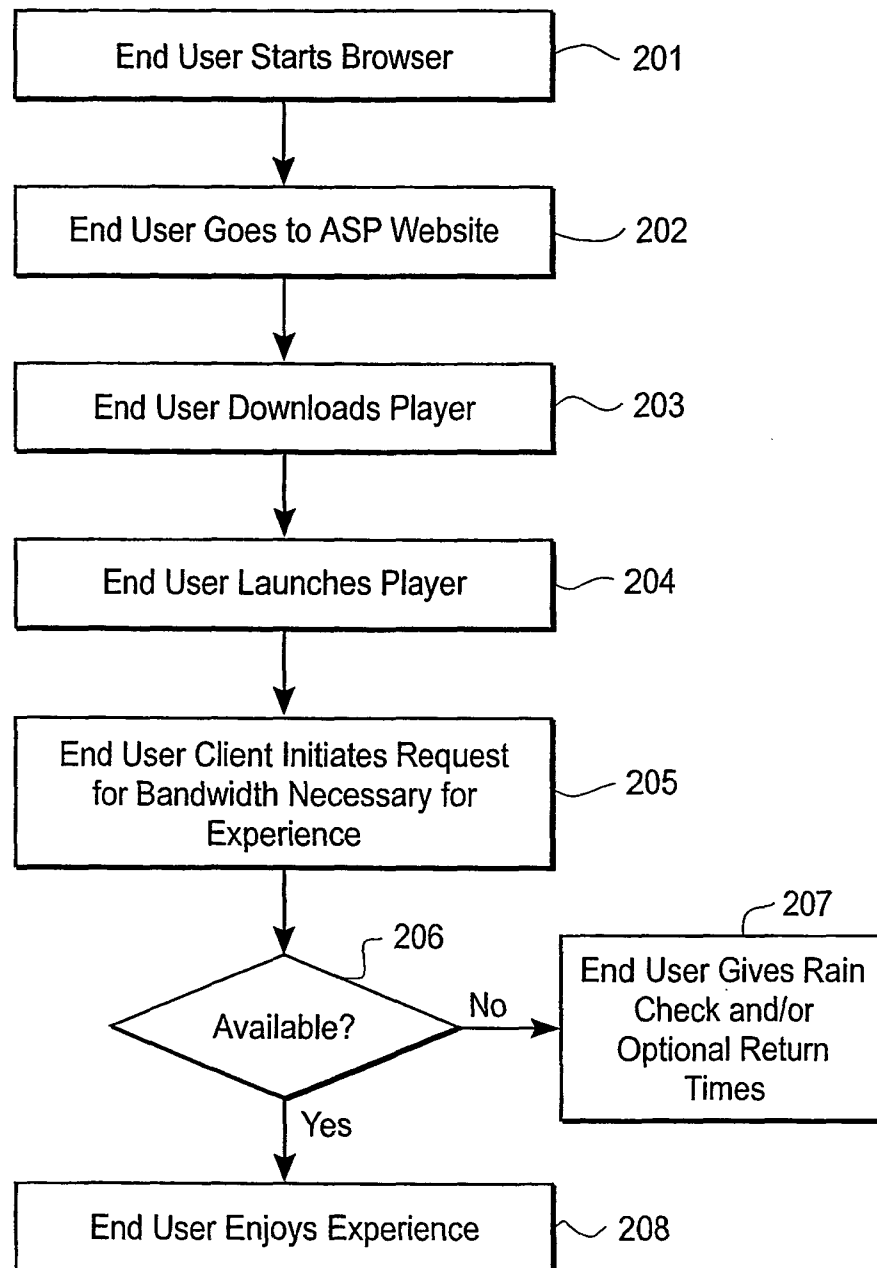 End User Starts Browser
201
End User Goes to ASP Website
202
End User Downloads Player
203
End User Launches Player
204
End User Client Initiates Request
for Bandwidth Necessary for
Experience
205
206
Available?
No
207
End User Gives Rain
Check and/or
Optional Return
Times
Yes
End User Enjoys Experience
208